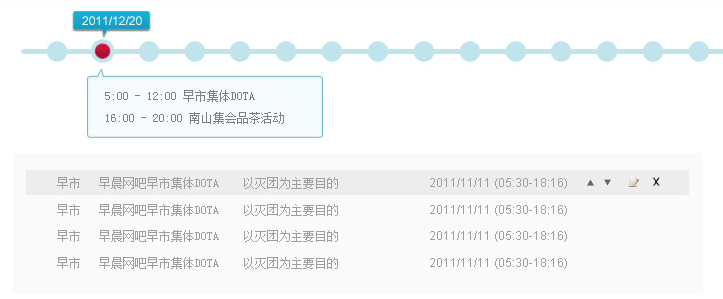 2011/12/20
5:00 - 12:00 早市集体DOTA
16:00 - 20:00 南山集会品茶活动
早市 早晨网吧早市集体DOTA 以灭团为主要目的 2011/11/11 (05:30-18:16) ▲ ▼ X
早市 早晨网吧早市集体DOTA 以灭团为主要目的 2011/11/11 (05:30-18:16)
早市 早晨网吧早市集体DOTA 以灭团为主要目的 2011/11/11 (05:30-18:16)
早市 早晨网吧早市集体DOTA 以灭团为主要目的 2011/11/11 (05:30-18:16)